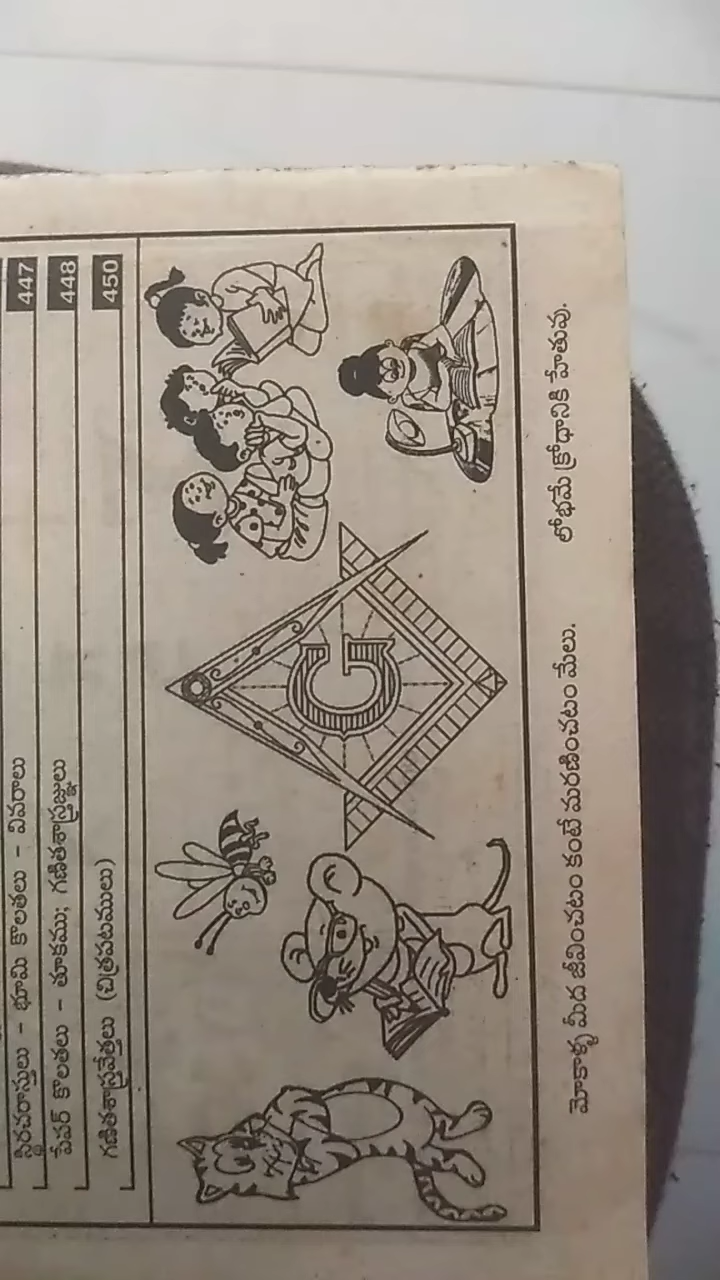 స్థిరచరాస్తులు - భూమి కొలతలు - వివరాలు 447
పేపర్ కొలతలు - తూకము; గణితశాస్త్రజ్ఞులు 448
గణితశాస్త్రవేత్తలు (చిత్రపటములు) 450
G
మోకాళ్ళ మీద జీవించటం కంటే మరణించటం మేలు. లోభమే క్రోధానికి హేతువు.